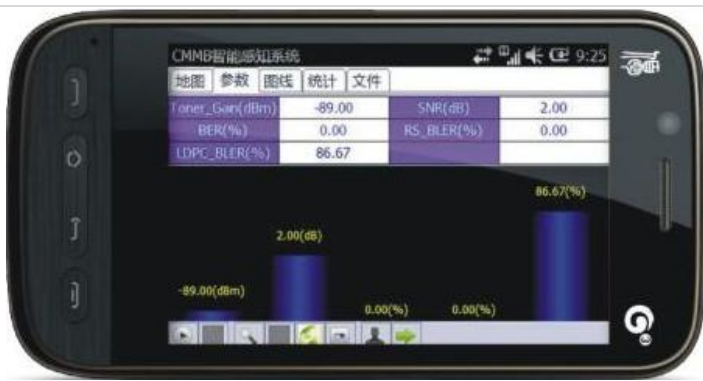 CMMB智能感知系统 9:25
地图 参数 图线 统计 文件
Toner_Gain(dBm) -89.00 SNR(dB) 2.00
BER(%) 0.00 RS_BLER(%) 0.00
LDPC_BLER(%) 86.67
86.67(%)
2.00(dB)
-89.00(dBm)
0.00(%) 0.00(%)